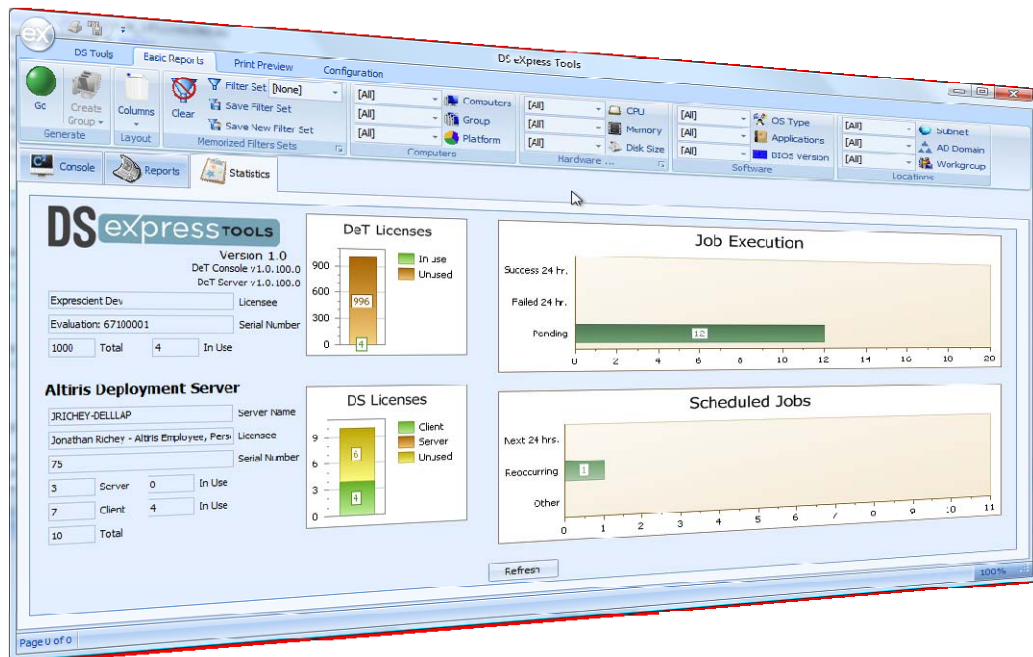 DS eXpress Tools
DS Tools Basic Reports Print Preview Configuration
Go
Create Group
Generate
Columns
Layout
Clear
Filter Set [None]
Save Filter Set
Save New Filter Set
Memorized Filters Sets
[All] Computers
[All] Group
[All] Platform
Computers
[All] CPU
[All] Memory
[All] Disk Size
Hardware ...
[All] OS Type
[All] Applications
[All] BIOS Version
Software
[All] Subnet
[All] AD Domain
[All] Workgroup
Locations
Console Reports Statistics
DS express TOOLS
Version 1.0
DeT Console v1.0.100.0
DeT Server v1.0.100.0
Exprescient Dev Licensee
Evaluation: 67100001 Serial Number
1000 Total 4 In Use
DeT Licenses
In use
Unused
900
600
300
0
996
4
Job Execution
Success 24 hr.
Failed 24 hr.
Pending
12
0 2 4 6 8 10 12 14 16 18 20
Altiris Deployment Server
JRICHEY-DELLLAP Server Name
Jonathan Richey - Altiris Employee, Pers Licensee
75 Serial Number
3 Server 0 In Use
7 Client 4 In Use
10 Total
DS Licenses
Client
Server
Unused
9
6
3
0
6
4
Scheduled Jobs
Next 24 hrs.
Reoccurring
Other
1
0 1 2 3 4 5 6 7 8 9 10 11
Refresh
Page 0 of 0
100%